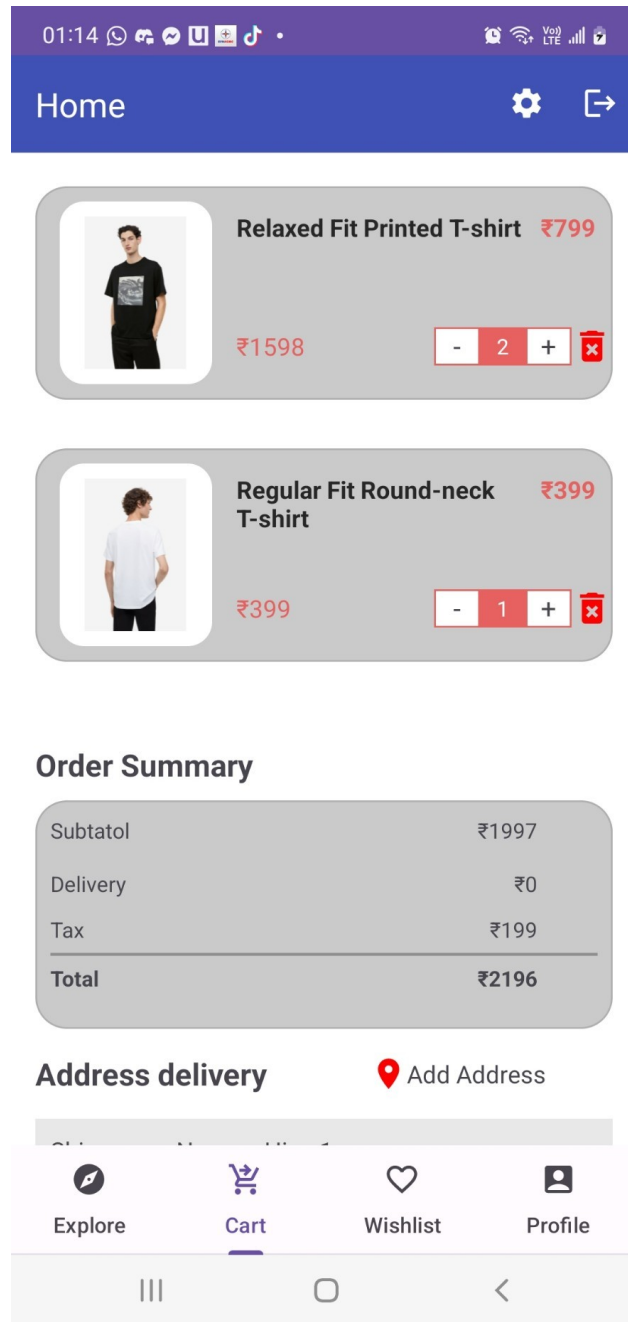 01:14
Home
Relaxed Fit Printed T-shirt ₹799
₹1598 - 2 +
Regular Fit Round-neck ₹399
T-shirt
₹399 - 1 +
Order Summary
Subtatol ₹1997
Delivery ₹0
Tax ₹199
Total ₹2196
Address delivery Add Address
Explore Cart Wishlist Profile